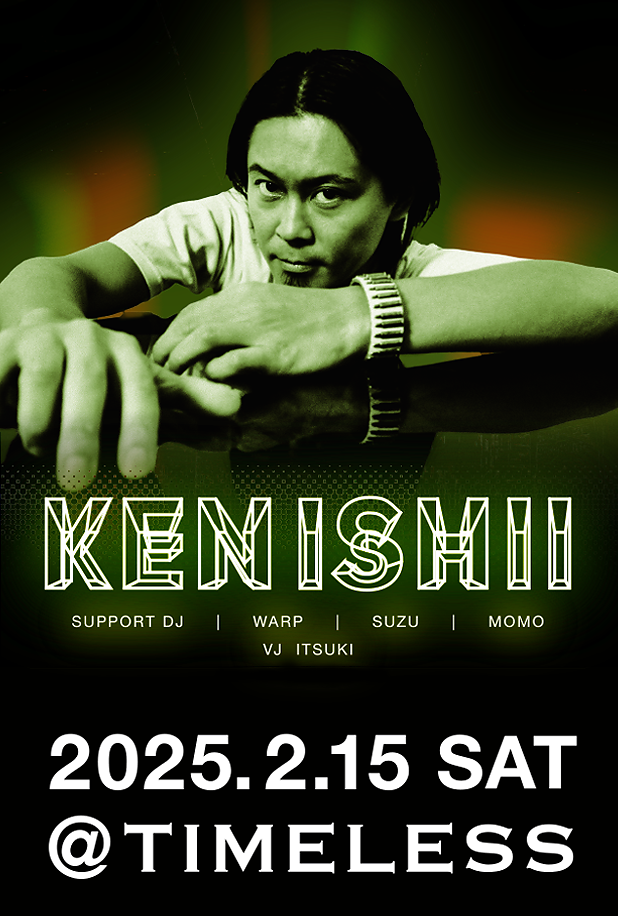 KEN ISHII
SUPPORT DJ | WARP | SUZU | MOMO
VJ ITSUKI
2025.2.15 SAT
@TIMELESS